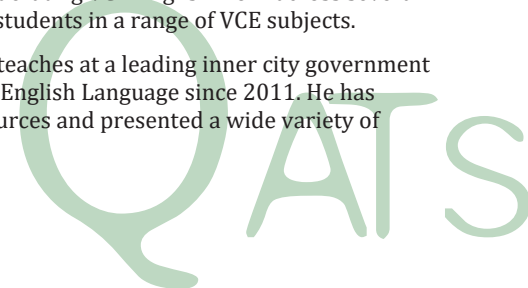 students in a range of VCE subjects.
teaches at a leading inner city government
English Language since 2011. He has
urces and presented a wide variety of
QATS